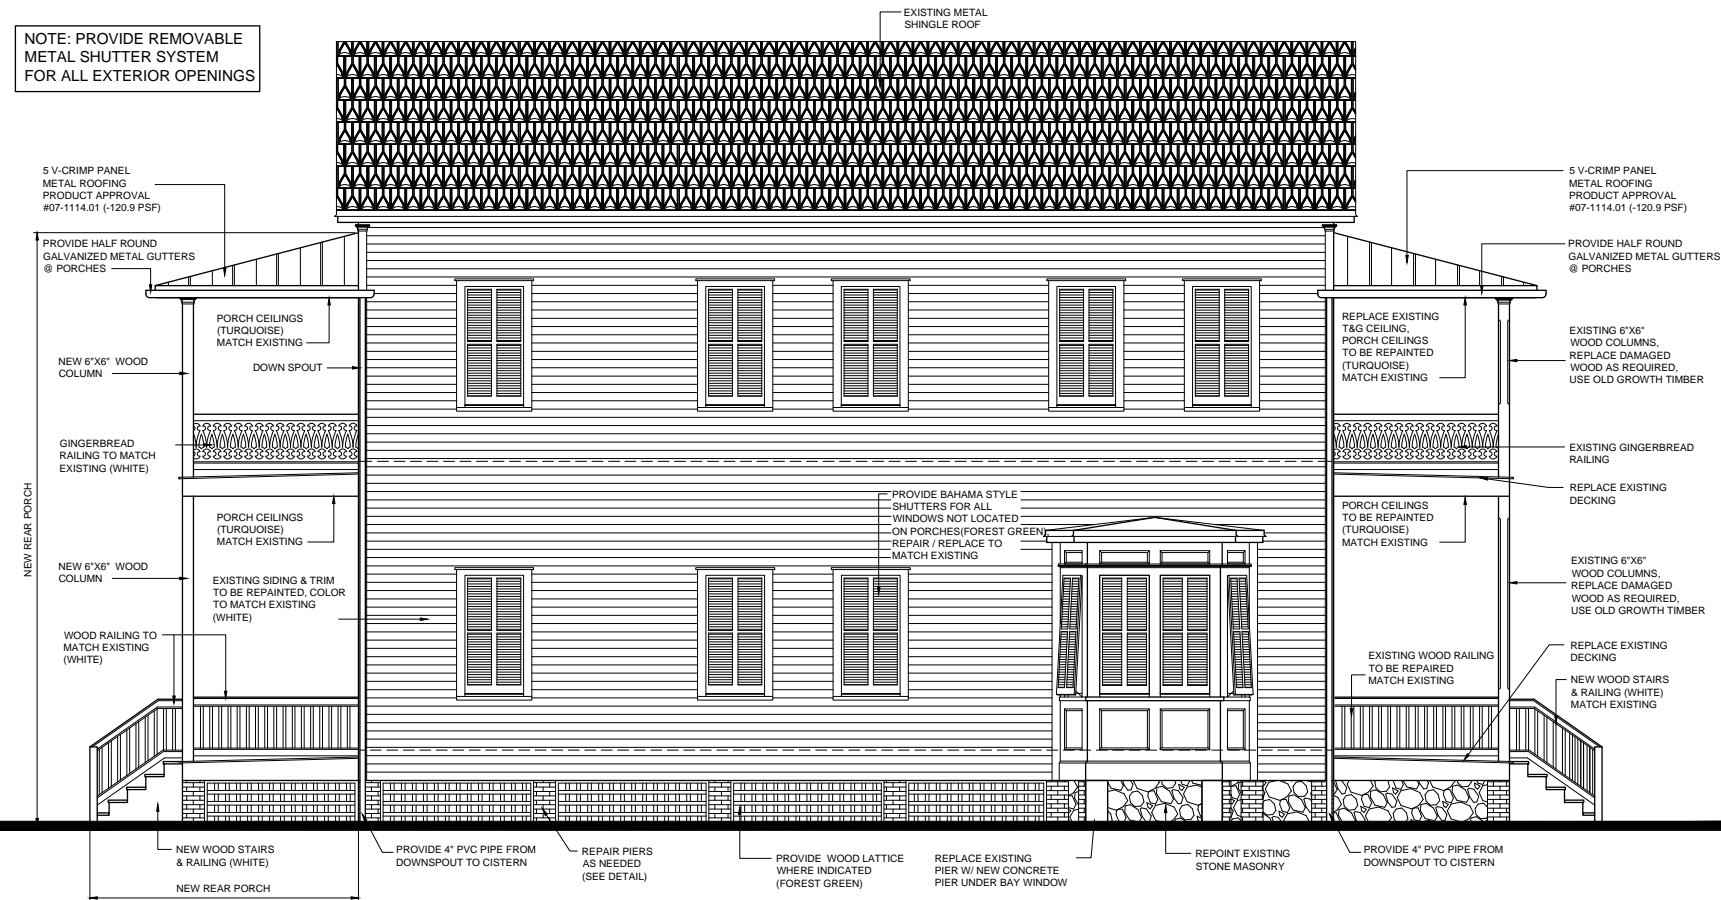 EXISTING METAL
SHINGLE ROOF
NOTE: PROVIDE REMOVABLE
METAL SHUTTER SYSTEM
FOR ALL EXTERIOR OPENINGS
5 V-CRIMP PANEL
METAL ROOFING
PRODUCT APPROVAL
#07-1114.01 (-120.9 PSF)
PROVIDE HALF ROUND
GALVANIZED METAL GUTTERS
@ PORCHES
PORCH CEILINGS
(TURQUOISE)
MATCH EXISTING
NEW 6"X6" WOOD
COLUMN
DOWN SPOUT
GINGERBREAD
RAILING TO MATCH
EXISTING (WHITE)
NEW REAR PORCH
PORCH CEILINGS
(TURQUOISE)
MATCH EXISTING
NEW 6"X6" WOOD
COLUMN
EXISTING SIDING & TRIM
TO BE REPAINTED, COLOR
TO MATCH EXISTING
(WHITE)
WOOD RAILING TO
MATCH EXISTING
(WHITE)
PROVIDE BAHAMA STYLE
SHUTTERS FOR ALL
WINDOWS NOT LOCATED
ON PORCHES(FOREST GREEN)
REPAIR / REPLACE TO
MATCH EXISTING
5 V-CRIMP PANEL
METAL ROOFING
PRODUCT APPROVAL
#07-1114.01 (-120.9 PSF)
PROVIDE HALF ROUND
GALVANIZED METAL GUTTERS
@ PORCHES
REPLACE EXISTING
T&G CEILING,
PORCH CEILINGS
TO BE REPAINTED
(TURQUOISE)
MATCH EXISTING
EXISTING 6"X6"
WOOD COLUMNS,
REPLACE DAMAGED
WOOD AS REQUIRED,
USE OLD GROWTH TIMBER
EXISTING GINGERBREAD
RAILING
REPLACE EXISTING
DECKING
PORCH CEILINGS
TO BE REPAINTED
(TURQUOISE)
MATCH EXISTING
EXISTING 6"X6"
WOOD COLUMNS,
REPLACE DAMAGED
WOOD AS REQUIRED,
USE OLD GROWTH TIMBER
REPLACE EXISTING
DECKING
EXISTING WOOD RAILING
TO BE REPAIRED
MATCH EXISTING
NEW WOOD STAIRS
& RAILING (WHITE)
MATCH EXISTING
NEW WOOD STAIRS
& RAILING (WHITE)
NEW REAR PORCH
PROVIDE 4" PVC PIPE FROM
DOWNSPOUT TO CISTERN
REPAIR PIERS
AS NEEDED
(SEE DETAIL)
PROVIDE WOOD LATTICE
WHERE INDICATED
(FOREST GREEN)
REPLACE EXISTING
PIER W/ NEW CONCRETE
PIER UNDER BAY WINDOW
REPOINT EXISTING
STONE MASONRY
PROVIDE 4" PVC PIPE FROM
DOWNSPOUT TO CISTERN